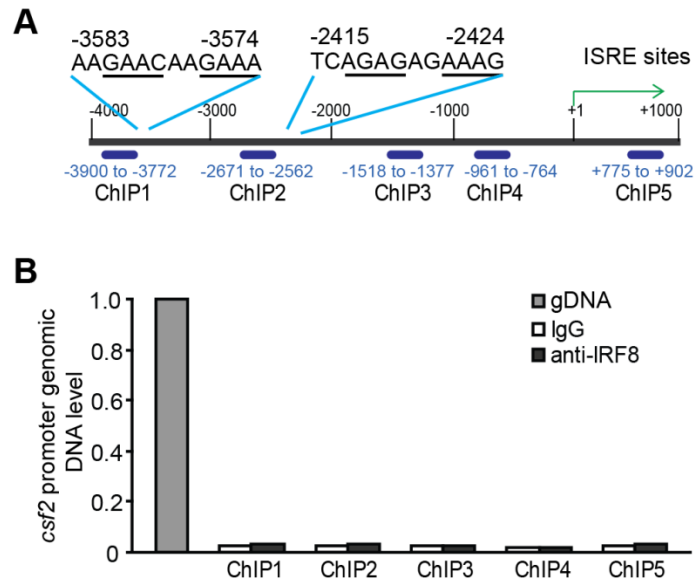 A
-3583 -3574 -2415 -2424
AAGAACAAGAAA TCAGAGAGAAAG ISRE sites
-4000 -3000 -2000 -1000 +1 +1000
-3900 to -3772 -2671 to -2562 -1518 to -1377 -961 to -764 +775 to +902
ChIP1 ChIP2 ChIP3 ChIP4 ChIP5
B
csf2 promoter genomic
DNA level
1.0
0.8
0.6
0.4
0.2
0
gDNA
IgG
anti-IRF8
ChIP1 ChIP2 ChIP3 ChIP4 ChIP5